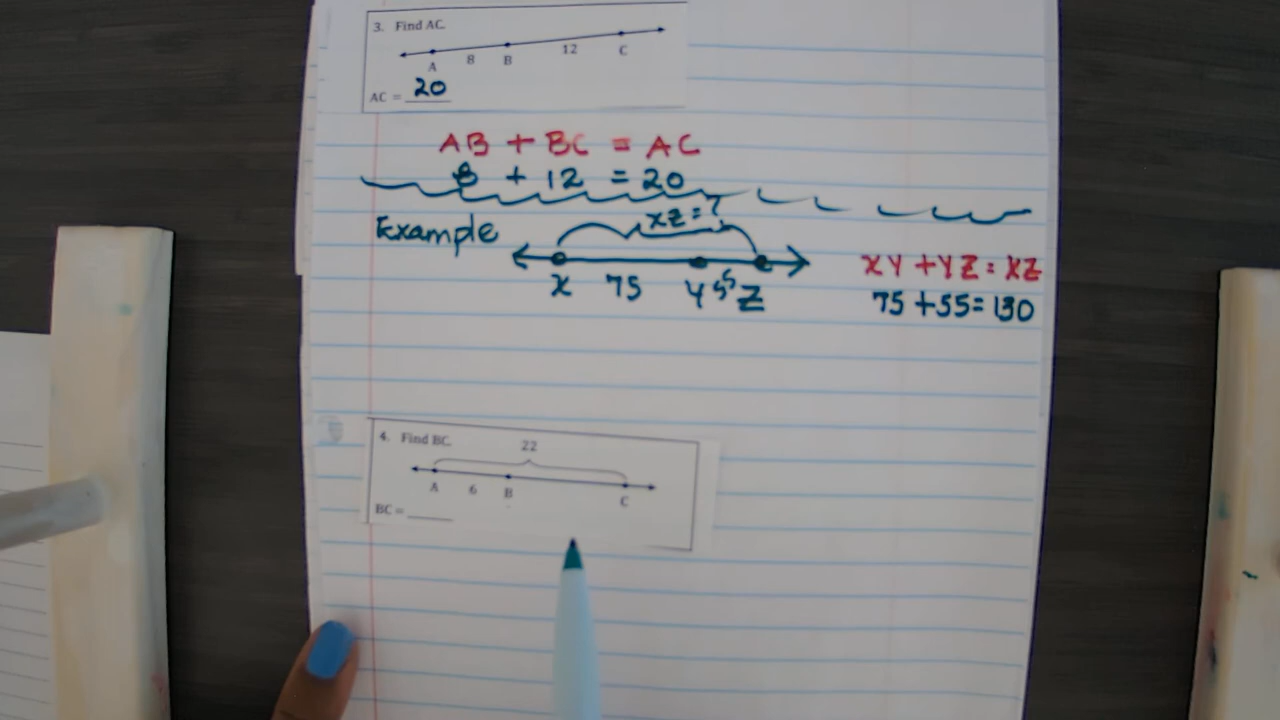 3. Find AC.
A 8 B 12 C
AC = 20
AB + BC = AC
8 + 12 = 20
Example
XZ = ?
X 75 Y 55 Z
XY + YZ = XZ
75 + 55 = 130
4. Find BC.
22
A 6 B C
BC = ____